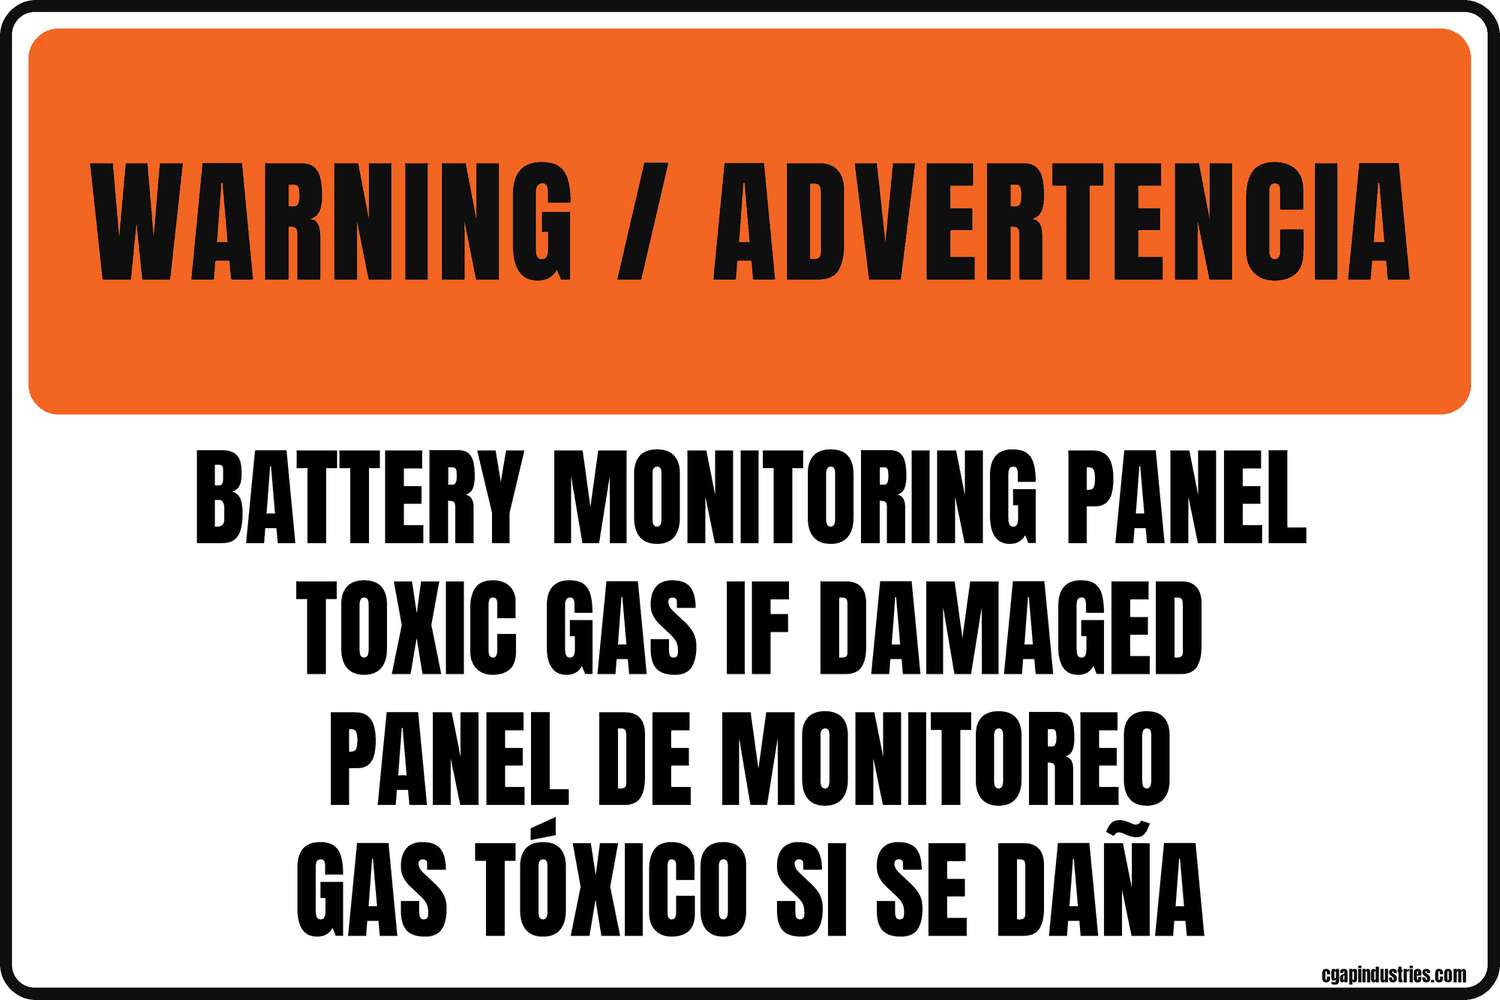 WARNING / ADVERTENCIA
BATTERY MONITORING PANEL
TOXIC GAS IF DAMAGED
PANEL DE MONITOREO
GAS TÓXICO SI SE DAÑA
cgapindustries.com